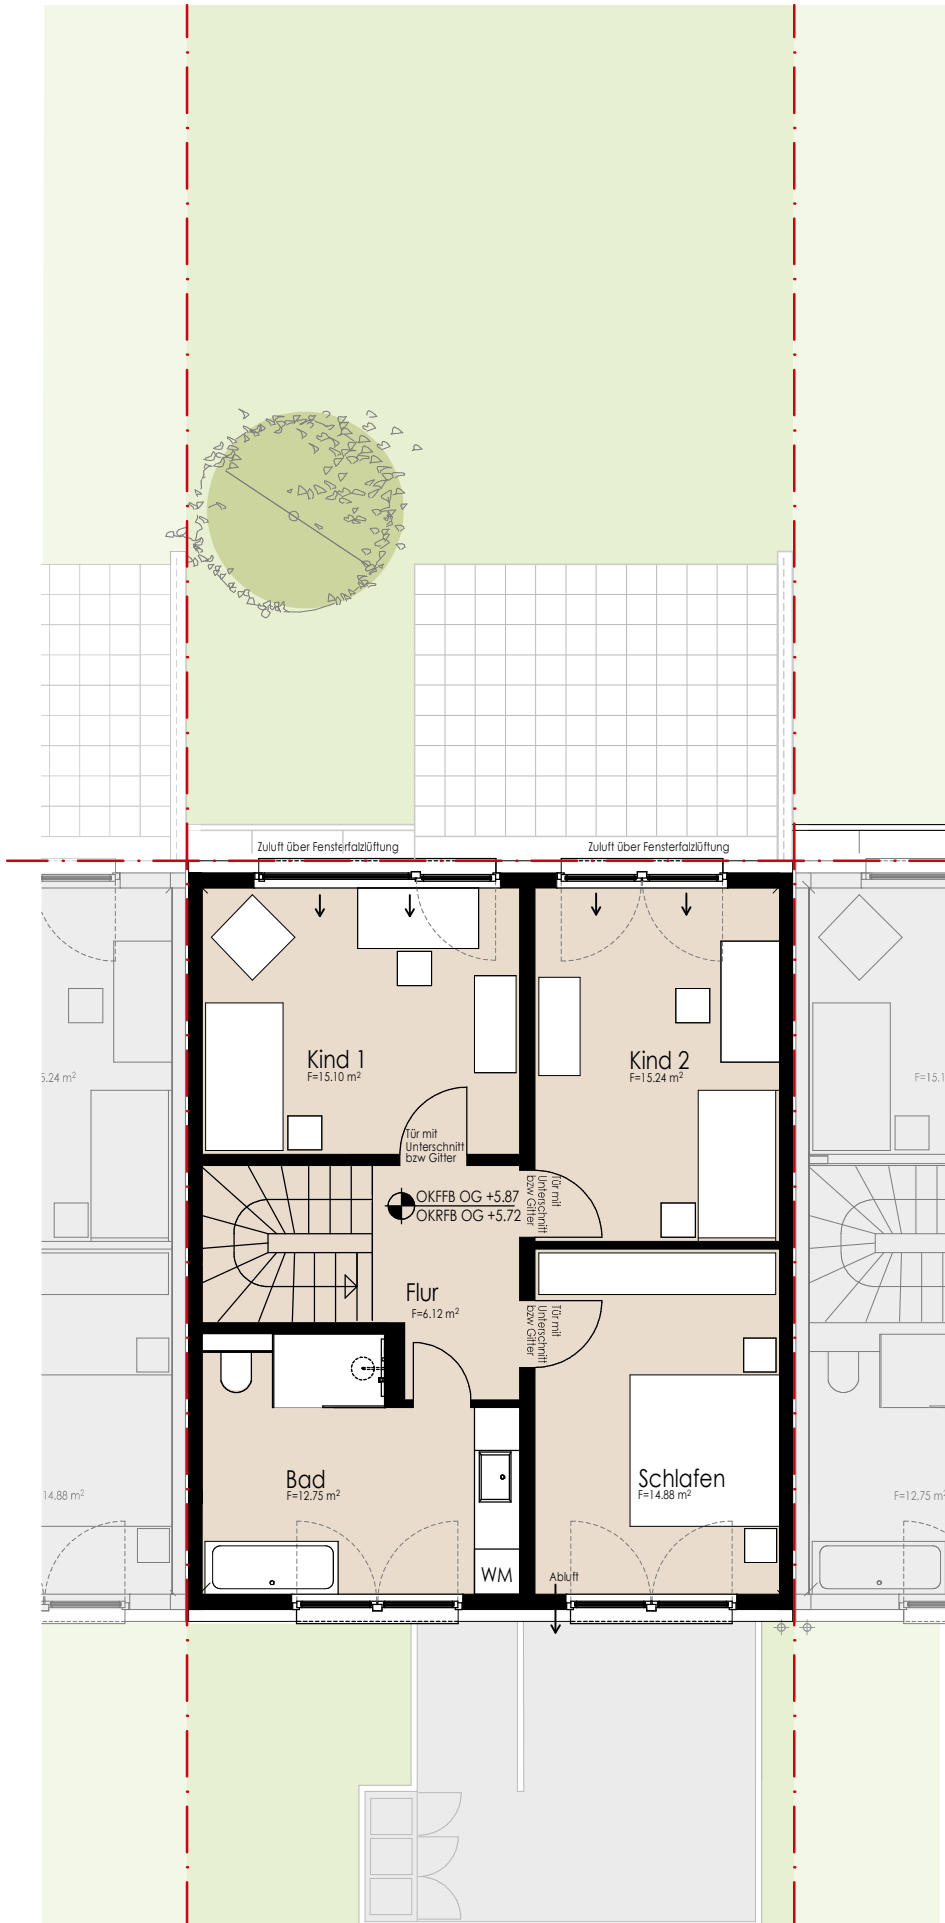 Zuluft über Fensterfalzlüftung
Zuluft über Fensterfalzlüftung
Kind 1
F=15.10 m²
Kind 2
F=15.24 m²
5.24 m²
F=15.1
Tür mit
Unterschnitt
bzw Gitter
OKFFB OG +5.87
OKRFB OG +5.72
Tür mit
Unterschnitt
bzw Gitter
Flur
F=6.12 m²
Tür mit
Unterschnitt
bzw Gitter
Bad
F=12.75 m²
Schlafen
F=14.88 m²
14.88 m²
F=12.75 m²
WM
Abluft